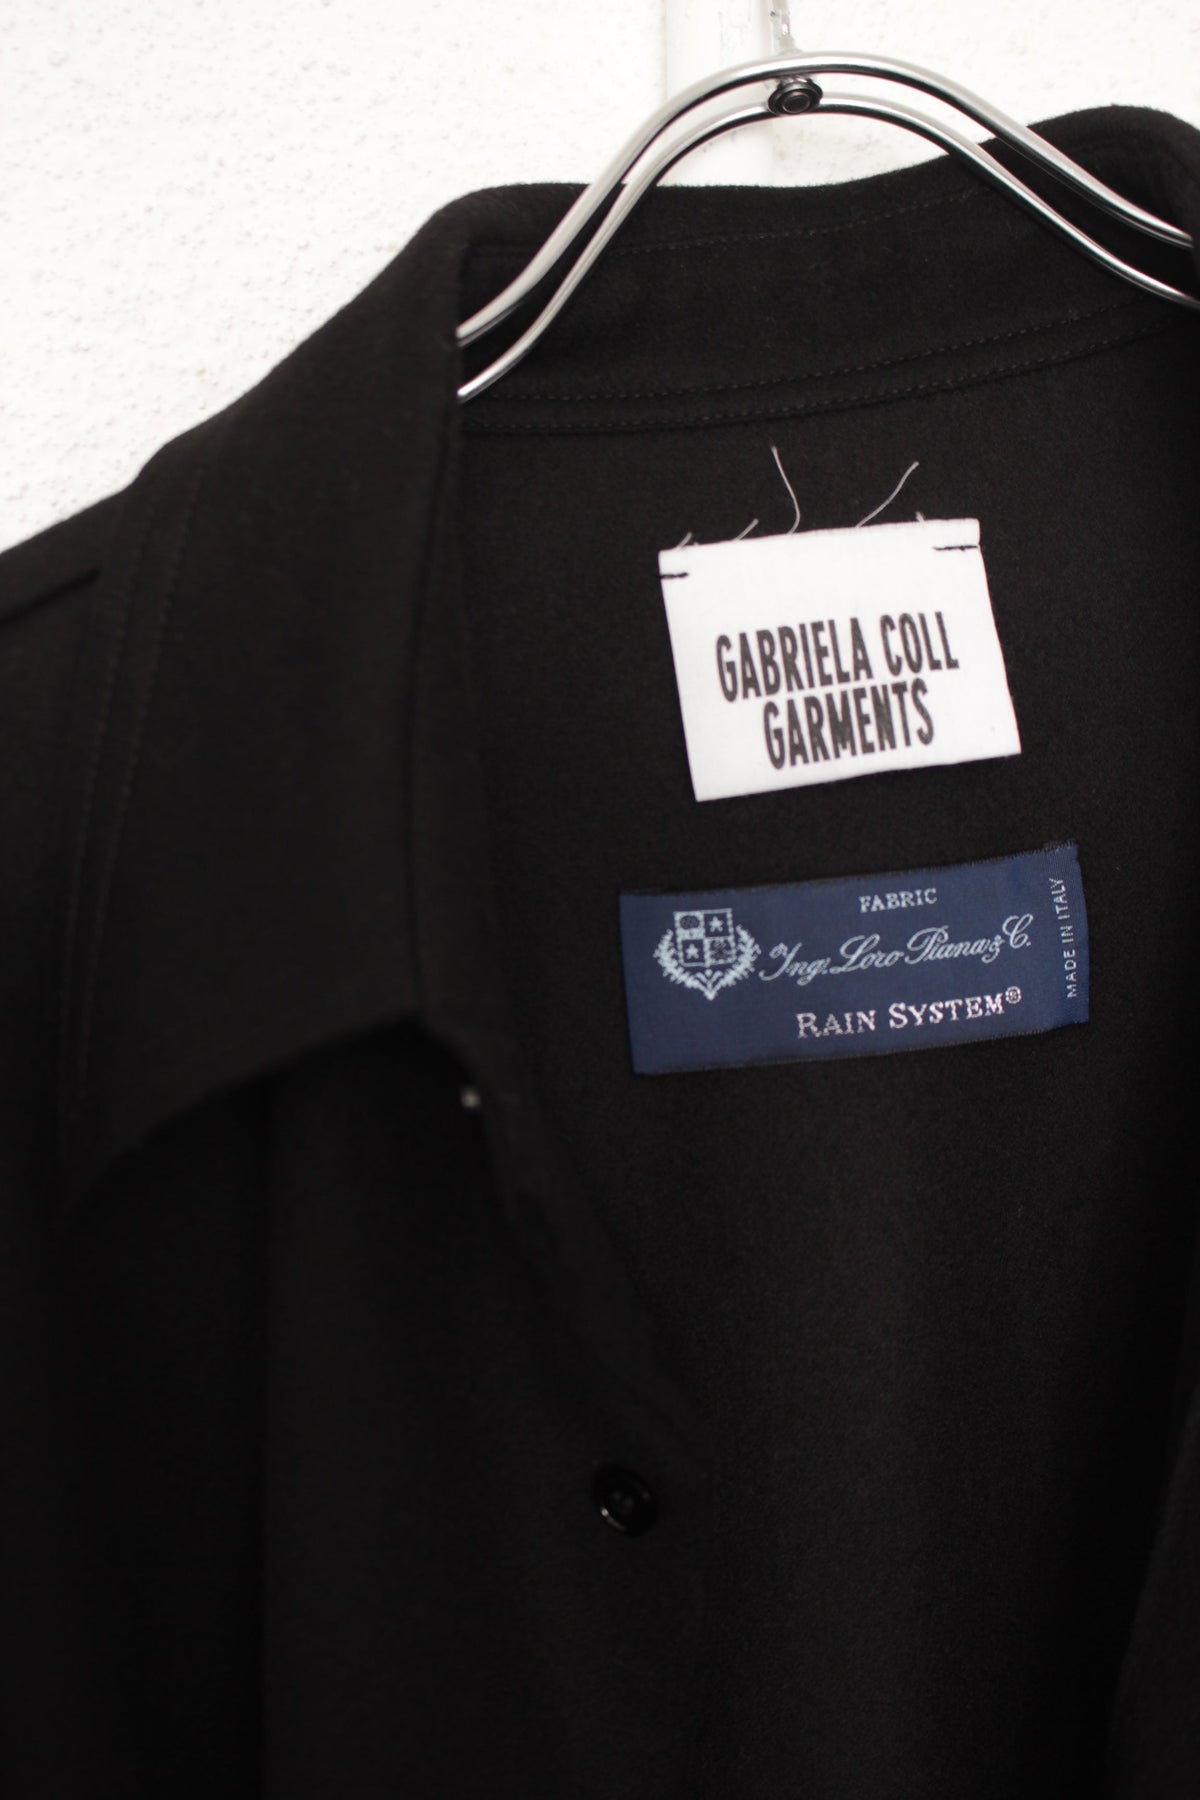 GABRIELA COLL
GARMENTS
FABRIC
Ing. Loro Piana & C.
RAIN SYSTEM®
MADE IN ITALY